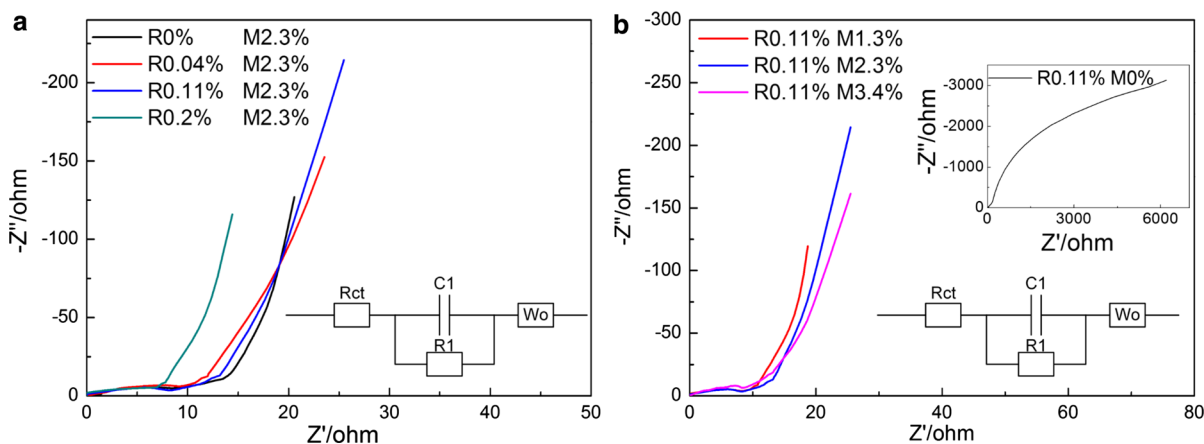 a
R0% M2.3%
R0.04% M2.3%
R0.11% M2.3%
R0.2% M2.3%
-Z''/ohm
-200
-150
-100
-50
0
0 10 20 30 40 50
Z'/ohm
Rct
C1
R1
Wo
b
R0.11% M1.3%
R0.11% M2.3%
R0.11% M3.4%
-Z''/ohm
-300
-250
-200
-150
-100
-50
0
0 20 40 60 80
Z'/ohm
R0.11% M0%
-Z''/ohm
-3000
-2000
-1000
0
0 3000 6000
Z'/ohm
Rct
C1
R1
Wo